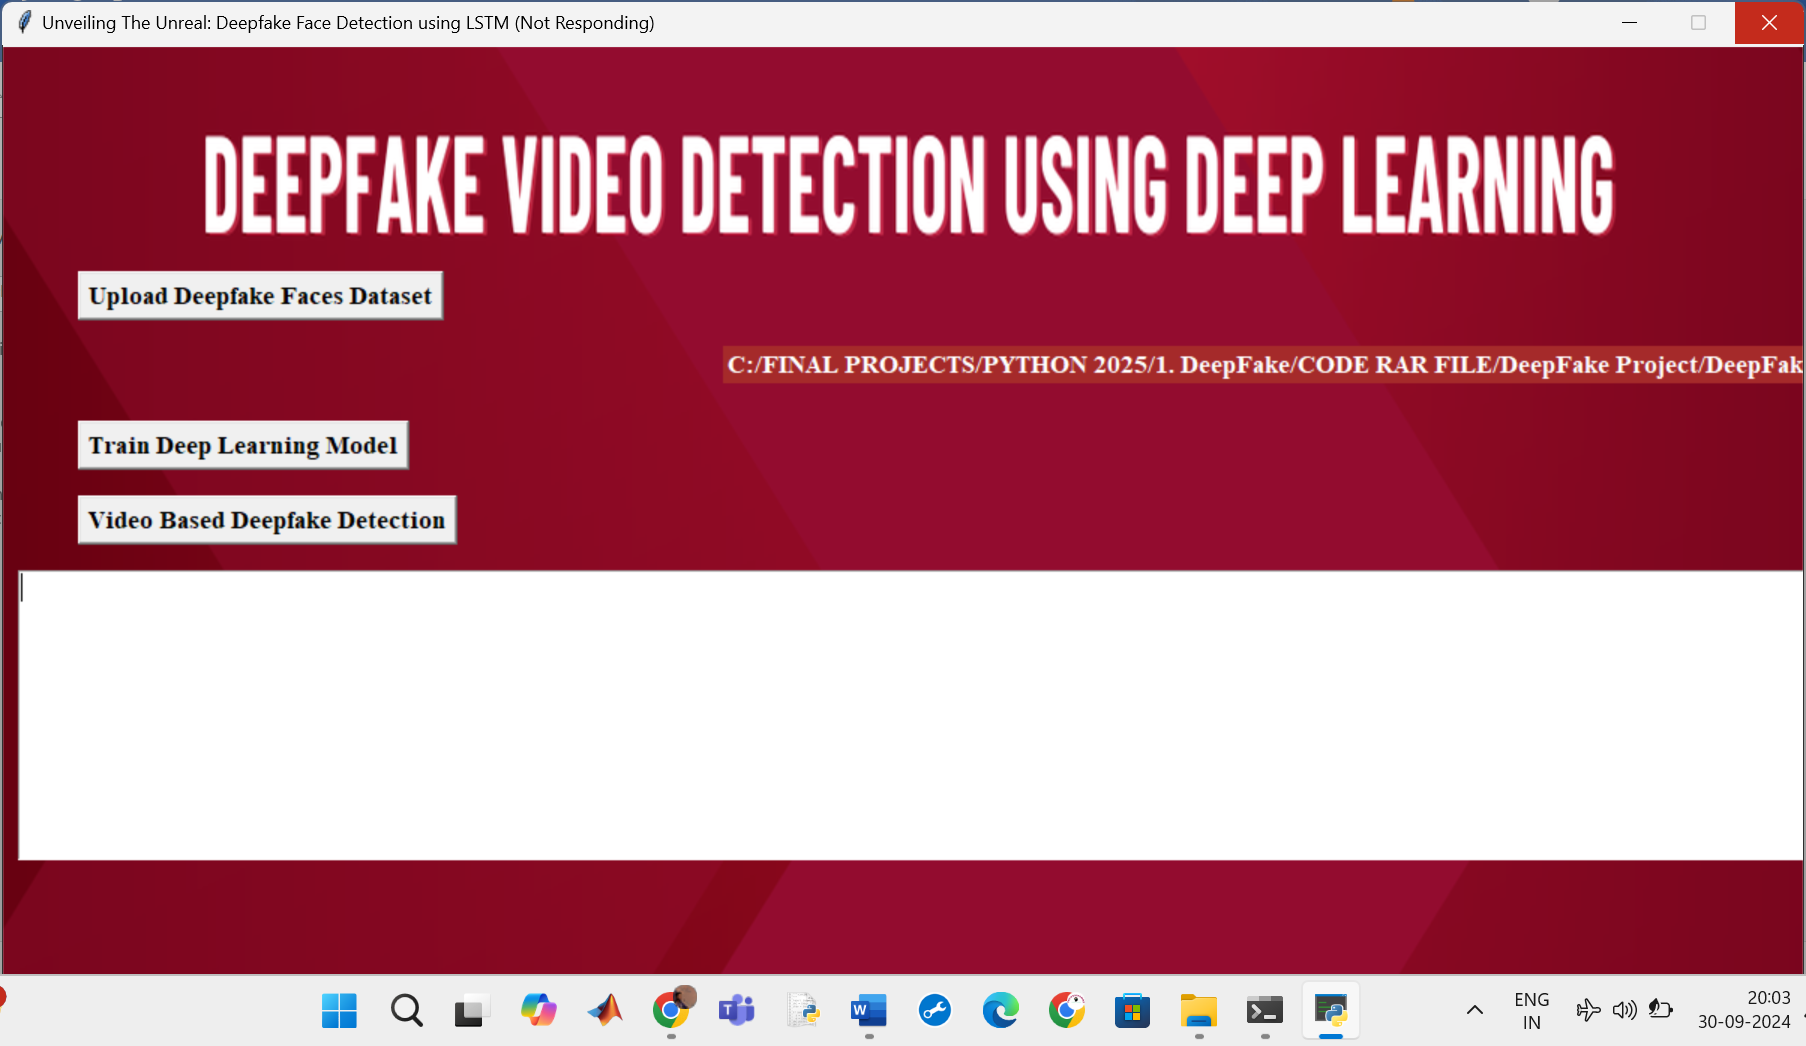 Unveiling The Unreal: Deepfake Face Detection using LSTM (Not Responding)
DEEPFAKE VIDEO DETECTION USING DEEP LEARNING
Upload Deepfake Faces Dataset
C:/FINAL PROJECTS/PYTHON 2025/1. DeepFake/CODE RAR FILE/DeepFake Project/DeepFak
Train Deep Learning Model
Video Based Deepfake Detection
ENG
IN
20:03
30-09-2024